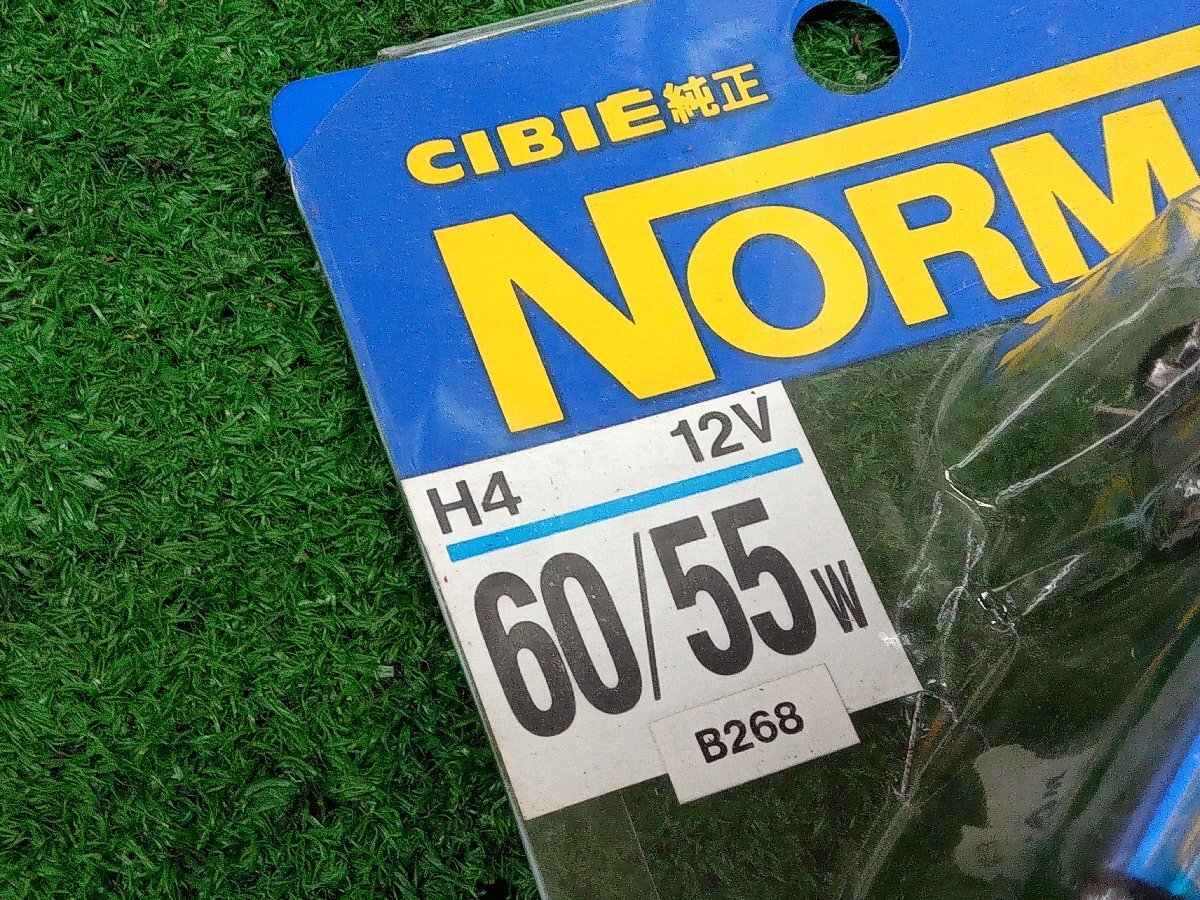 CIBIE純正
NORM
H4 12V
60/55W
B268